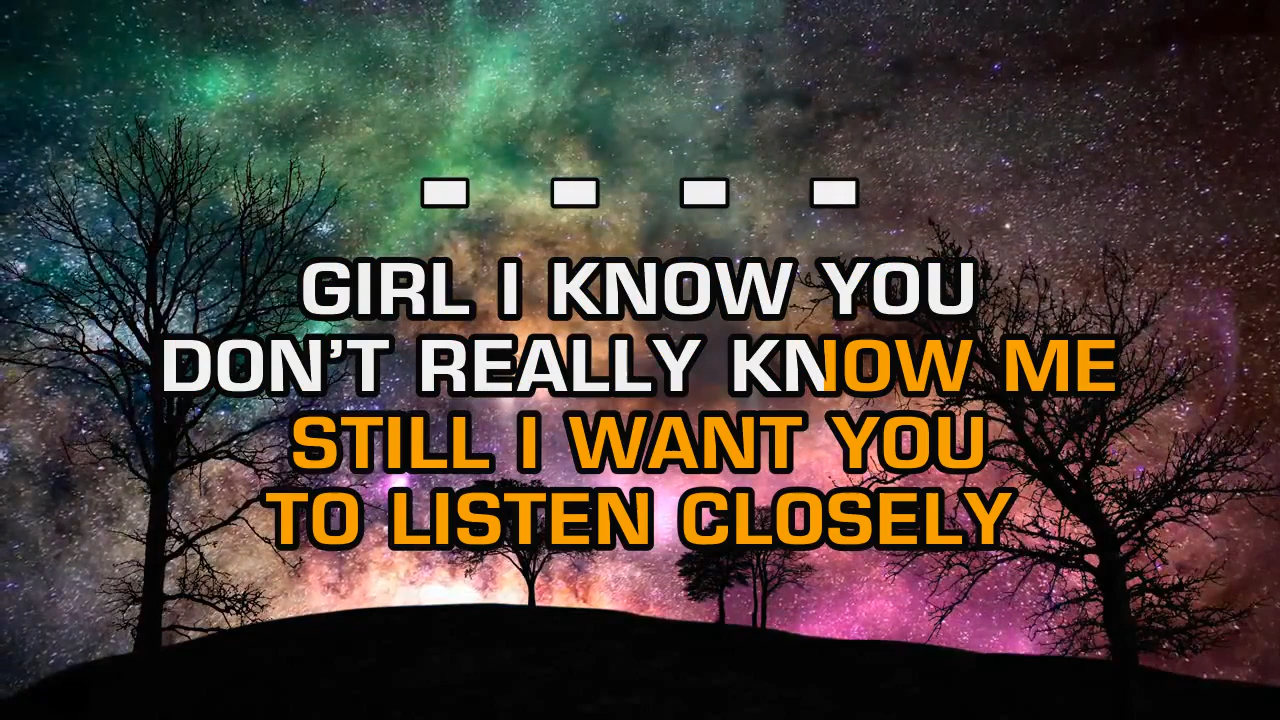 - - - -
GIRL I KNOW YOU
DON’T REALLY KNOW ME
STILL I WANT YOU
TO LISTEN CLOSELY